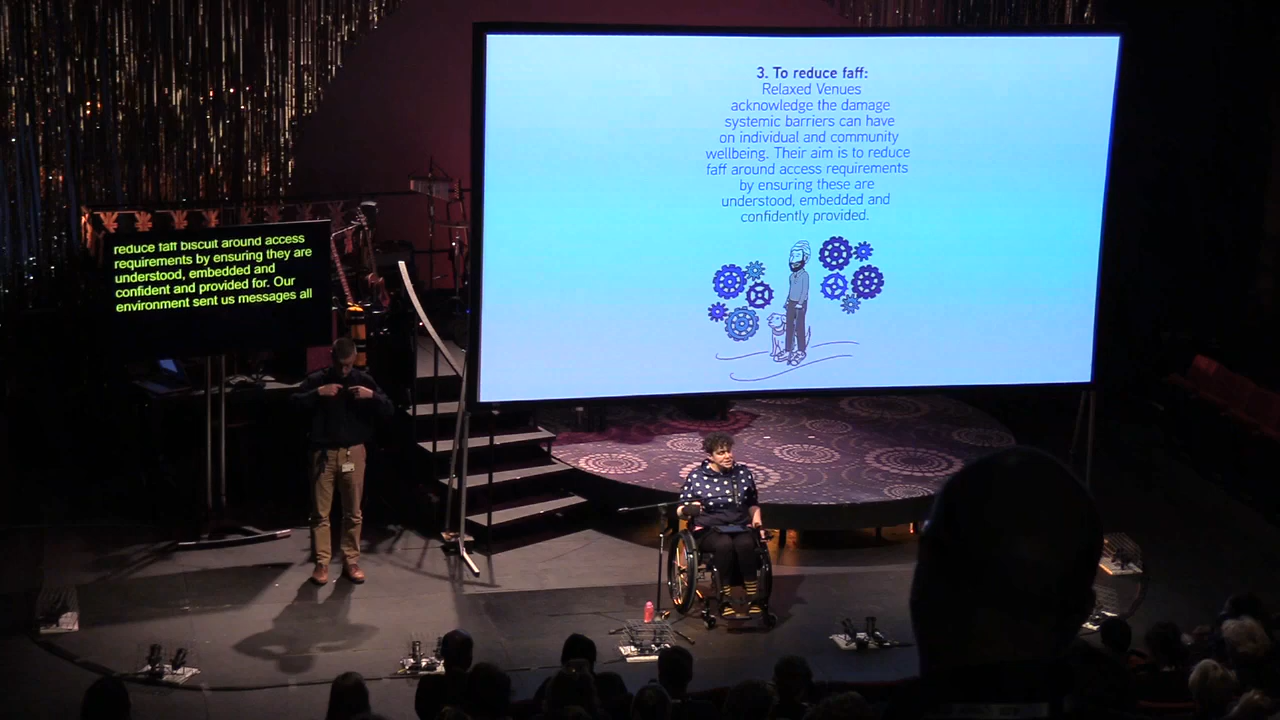 3. To reduce faff:
Relaxed Venues
acknowledge the damage
systemic barriers can have
on individual and community
wellbeing. Their aim is to reduce
faff around access requirements
by ensuring these are
understood, embedded and
confidently provided.
reduce faff biscuit around access
requirements by ensuring they are
understood, embedded and
confident and provided for. Our
environment sent us messages all